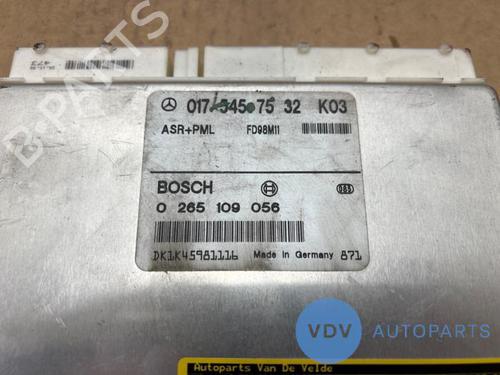 B-PARTS
017 545 75 32 K03
ASR+PML FD98M11
BOSCH
0 265 109 056
DK1K45981116 Made in Germany 871
VDV AUTOPARTS
Autoparts Van De Velde